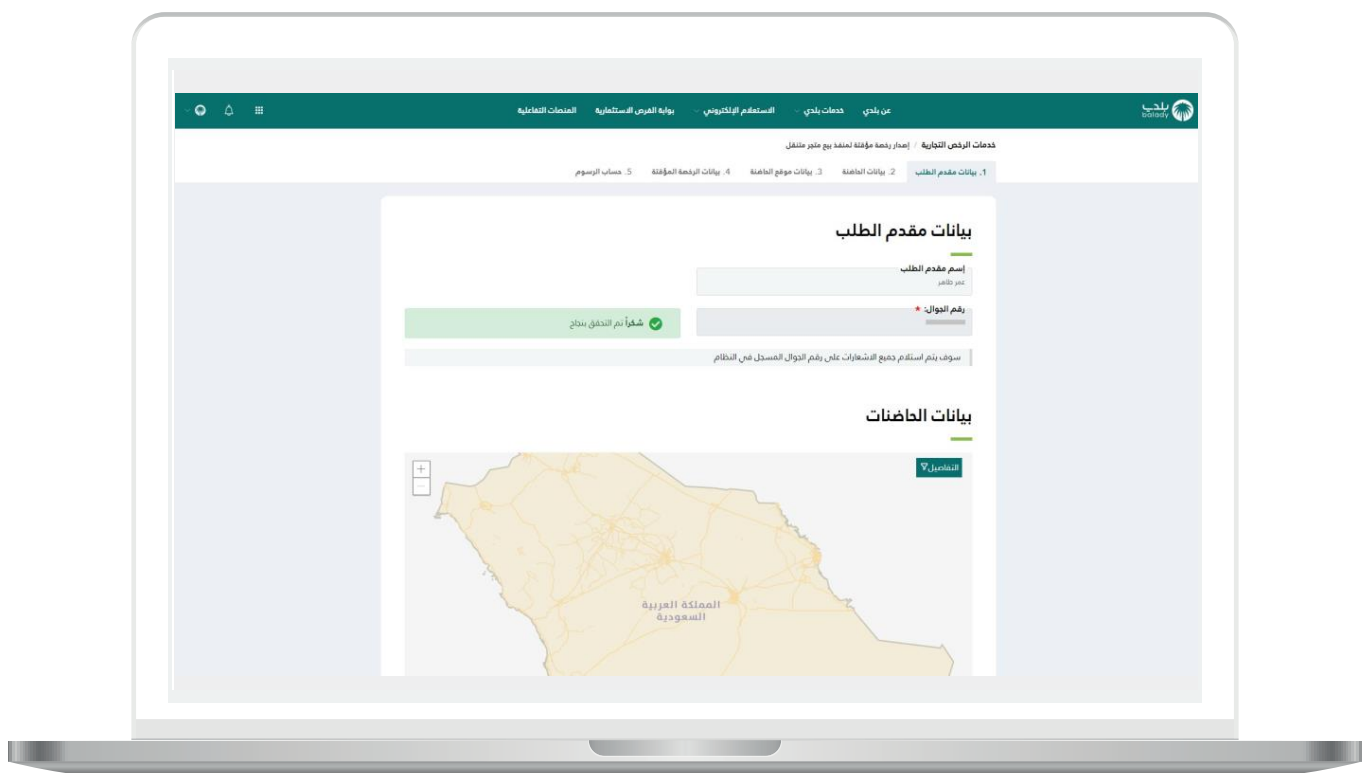 بلدي
balady
عن بلدي خدمات بلدي الاستعلام الإلكتروني بوابة الفرص الاستثمارية المنصات التفاعلية
خدمات الرخص التجارية / إصدار رخصة مؤقتة لمنفذ بيع متجر متنقل
1. بيانات مقدم الطلب 2. بيانات الحاضنة 3. بيانات موقع الحاضنة 4. بيانات الرخصة المؤقتة 5. حساب الرسوم
بيانات مقدم الطلب
إسم مقدم الطلب
عمر طاهر
رقم الجوال: *
شكراً تم التحقق بنجاح
سوف يتم استلام جميع الاشعارات على رقم الجوال المسجل في النظام
بيانات الحاضنات
التفاصيل
+
−
المملكة العربية
السعودية